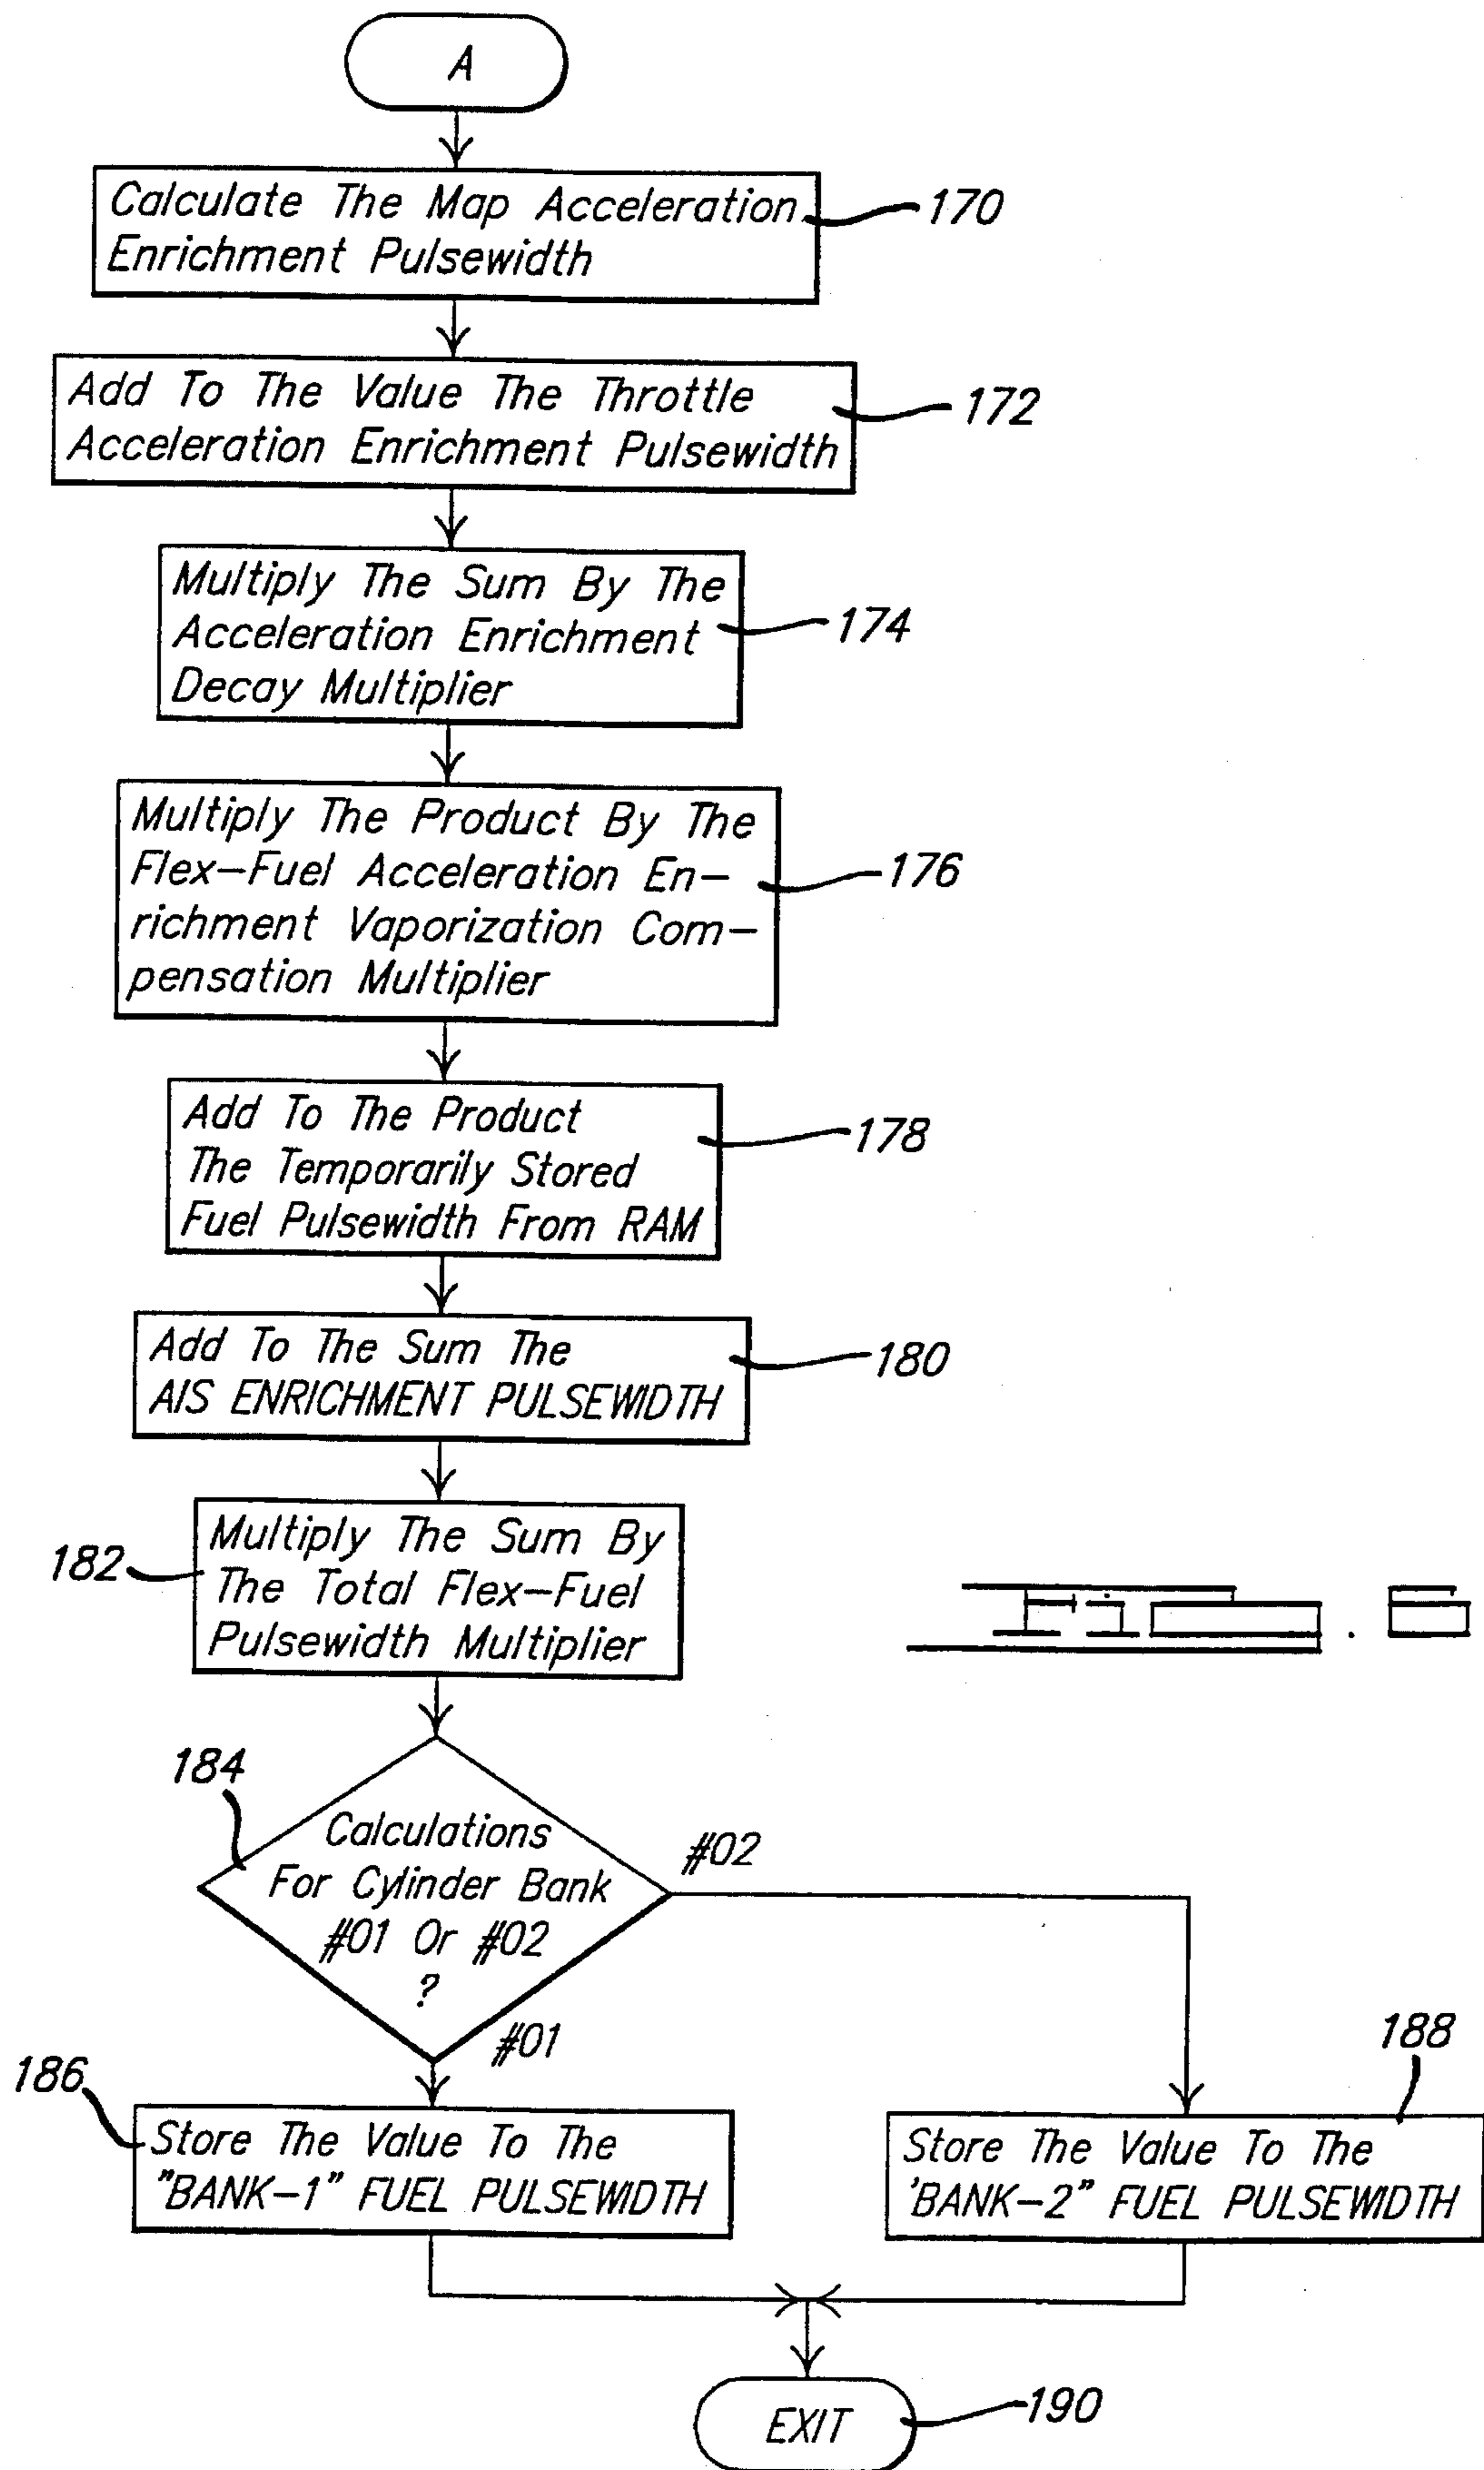 A
Calculate The Map Acceleration
Enrichment Pulsewidth
170
Add To The Value The Throttle
Acceleration Enrichment Pulsewidth
172
Multiply The Sum By The
Acceleration Enrichment
Decay Multiplier
174
Multiply The Product By The
Flex-Fuel Acceleration En-
richment Vaporization Com-
pensation Multiplier
176
Add To The Product
The Temporarily Stored
Fuel Pulsewidth From RAM
178
Add To The Sum The
AIS ENRICHMENT PULSEWIDTH
180
182
Multiply The Sum By
The Total Flex-Fuel
Pulsewidth Multiplier
184
Calculations
For Cylinder Bank
#01 Or #02
?
#02
#01
186
Store The Value To The
"BANK-1" FUEL PULSEWIDTH
188
Store The Value To The
'BANK-2" FUEL PULSEWIDTH
EXIT
190